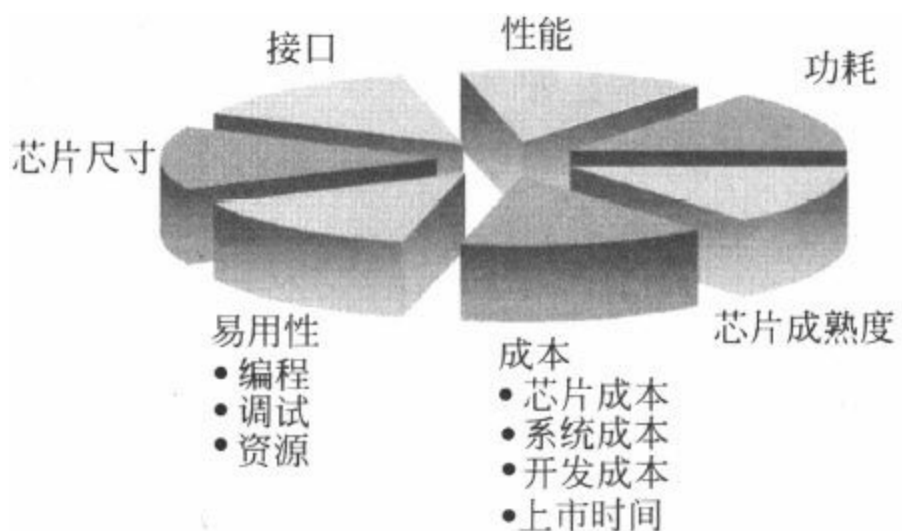 接口
性能
功耗
芯片尺寸
易用性
•编程
•调试
•资源
芯片成熟度
成本
•芯片成本
•系统成本
•开发成本
•上市时间